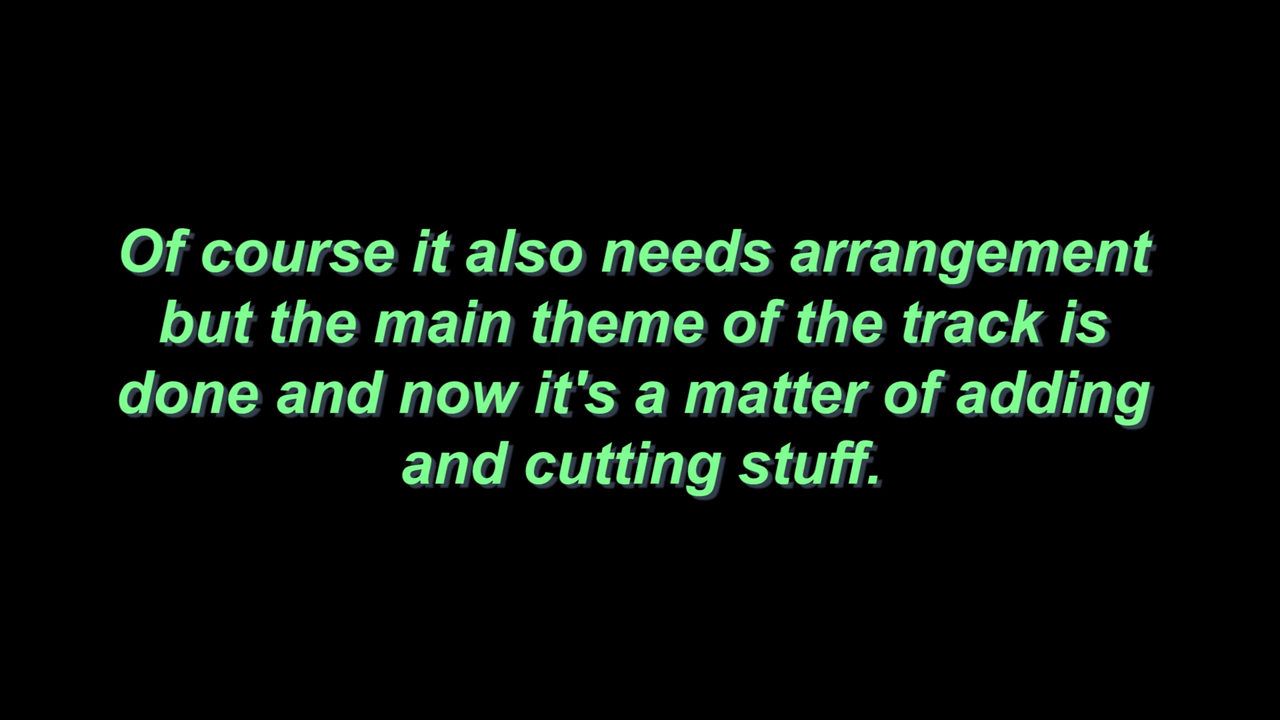 Of course it also needs arrangement
but the main theme of the track is
done and now it's a matter of adding
and cutting stuff.